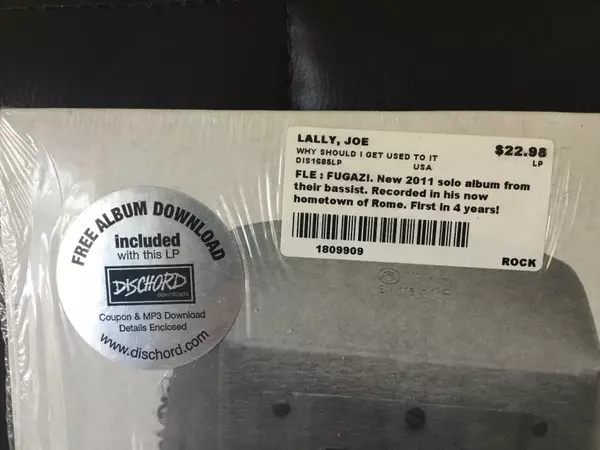 LALLY, JOE $22.98
WHY SHOULD I GET USED TO IT LP
DIS1685LP USA
FLE : FUGAZI. New 2011 solo album from
their bassist. Recorded in his now
hometown of Rome. First in 4 years!
1809909 ROCK
FREE ALBUM DOWNLOAD
included
with this LP
DISCHORD
downloads
Coupon & MP3 Download
Details Enclosed
www.dischord.com